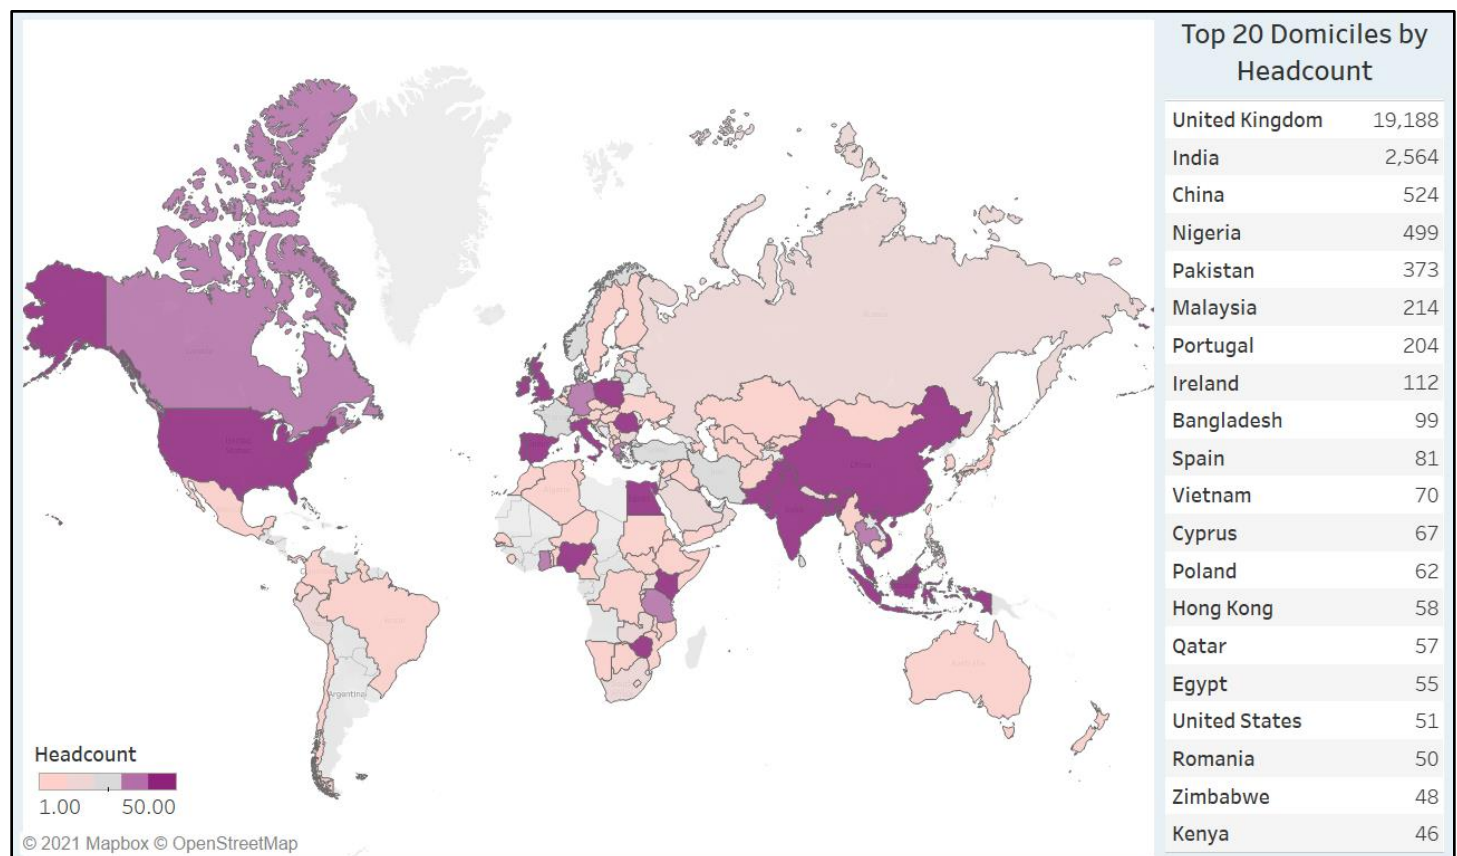 Top 20 Domiciles by
Headcount
United Kingdom 19,188
India 2,564
China 524
Nigeria 499
Pakistan 373
Malaysia 214
Portugal 204
Ireland 112
Bangladesh 99
Spain 81
Vietnam 70
Cyprus 67
Poland 62
Hong Kong 58
Qatar 57
Egypt 55
United States 51
Romania 50
Zimbabwe 48
Kenya 46
Argentina
Headcount
1.00 50.00
© 2021 Mapbox © OpenStreetMap